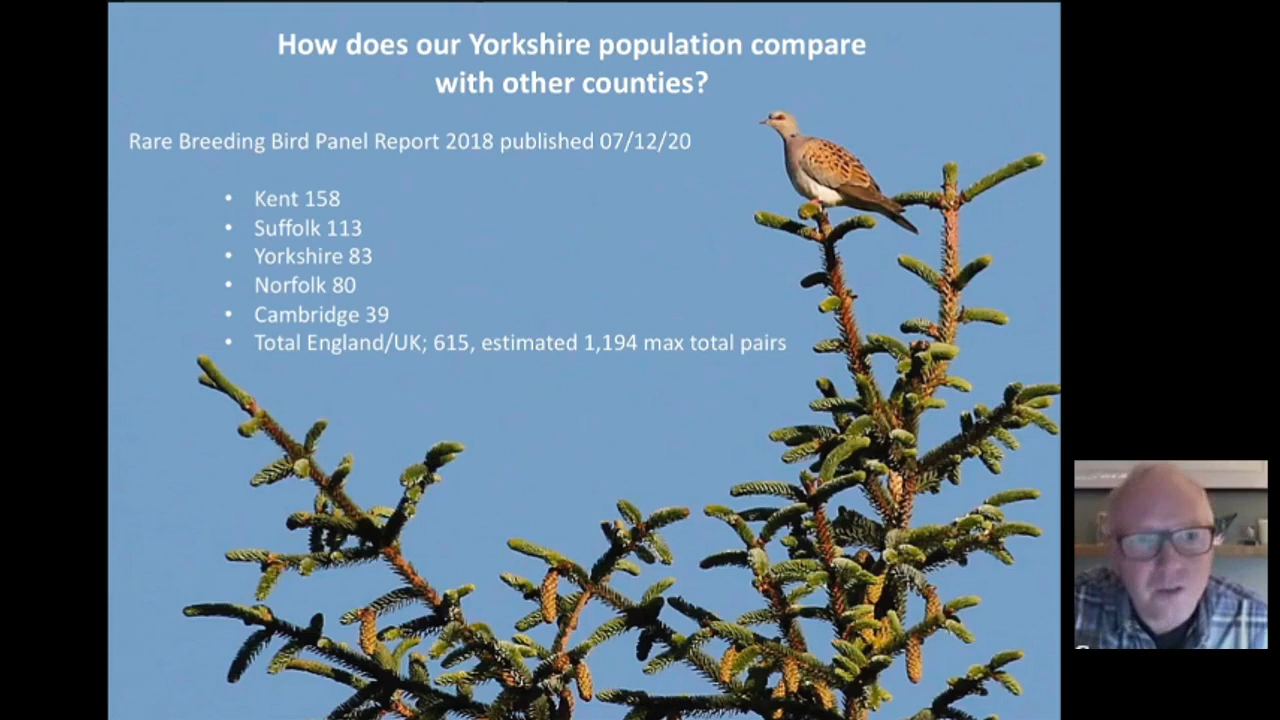 How does our Yorkshire population compare
with other counties?
Rare Breeding Bird Panel Report 2018 published 07/12/20
• Kent 158
• Suffolk 113
• Yorkshire 83
• Norfolk 80
• Cambridge 39
• Total England/UK; 615, estimated 1,194 max total pairs